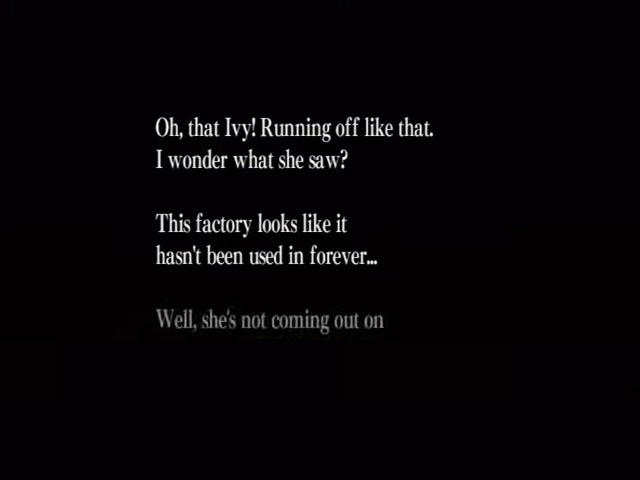 Oh, that Ivy! Running off like that.
I wonder what she saw?
This factory looks like it
hasn't been used in forever...
Well, she's not coming out on